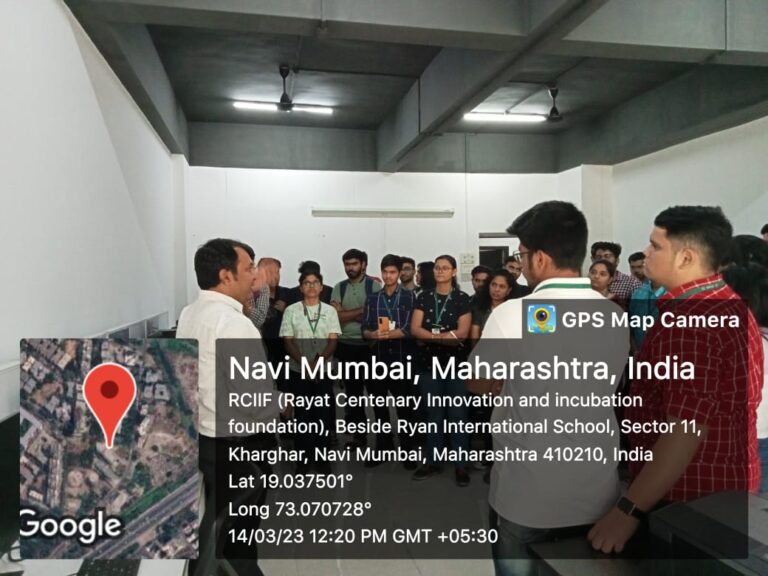 GPS Map Camera
Navi Mumbai, Maharashtra, India
RCIIF (Rayat Centenary Innovation and incubation
foundation), Beside Ryan International School, Sector 11,
Kharghar, Navi Mumbai, Maharashtra 410210, India
Lat 19.037501°
Long 73.070728°
14/03/23 12:20 PM GMT +05:30
Google